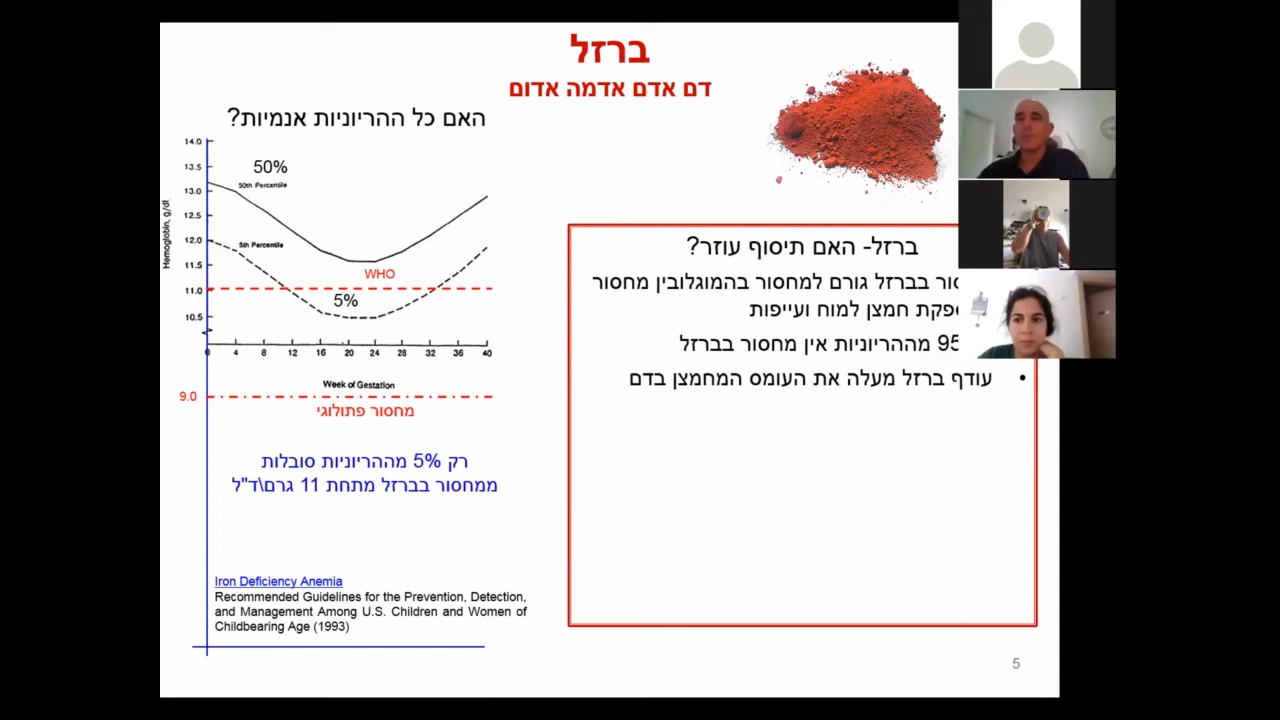 ברזל
דם אדם אדמה אדום
האם כל ההריוניות אנמיות?
14.0
13.5
13.0
12.5
12.0
11.5
11.0
10.5
Hemoglobin, g/dl
50%
50th Percentile
5th Percentile
WHO
5%
0 4 8 12 16 20 24 28 32 36 40
Week of Gestation
9.0
מחסור פתולוגי
רק 5% מההריוניות סובלות
ממחסור בברזל מתחת 11 גרם\ד"ל
Iron Deficiency Anemia
Recommended Guidelines for the Prevention, Detection,
and Management Among U.S. Children and Women of
Childbearing Age (1993)
ברזל- האם תיסוף עוזר?
בברזל גורם למחסור בהמוגלובין מחסור
חמצן למוח ועייפות
מההריוניות אין מחסור בברזל
• עודף ברזל מעלה את העומס המחמצן בדם
5